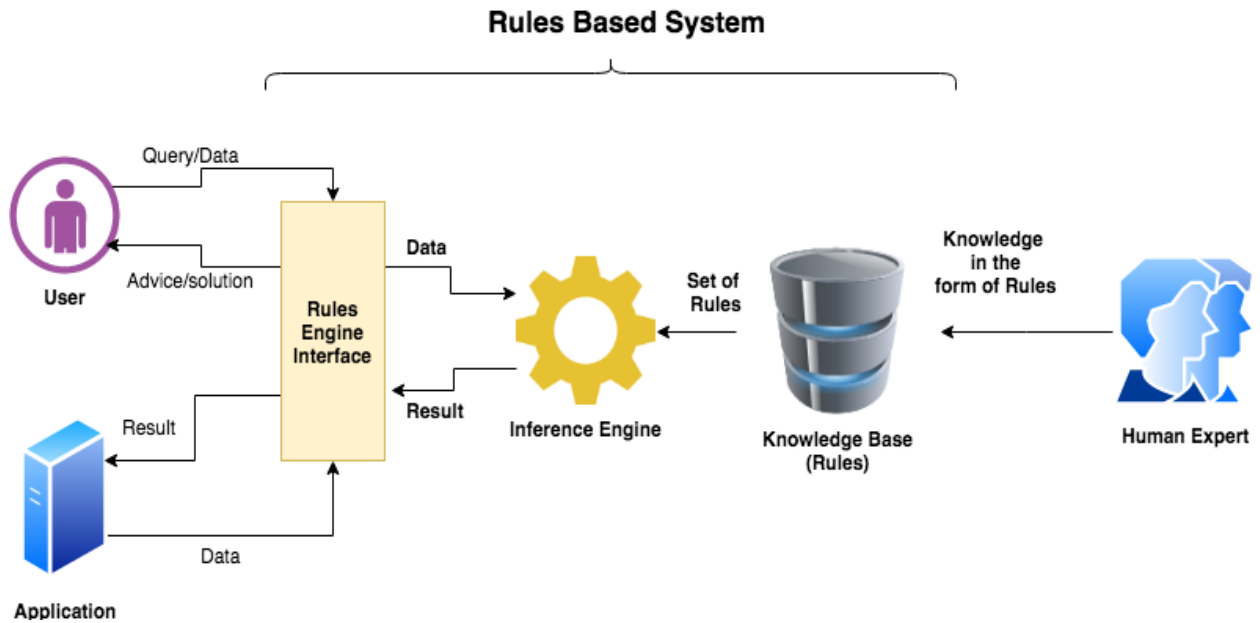 Rules Based System
Query/Data
Advice/solution
User
Rules
Engine
Interface
Data
Result
Inference Engine
Set of
Rules
Knowledge Base
(Rules)
Knowledge
in the
form of Rules
Human Expert
Result
Data
Application